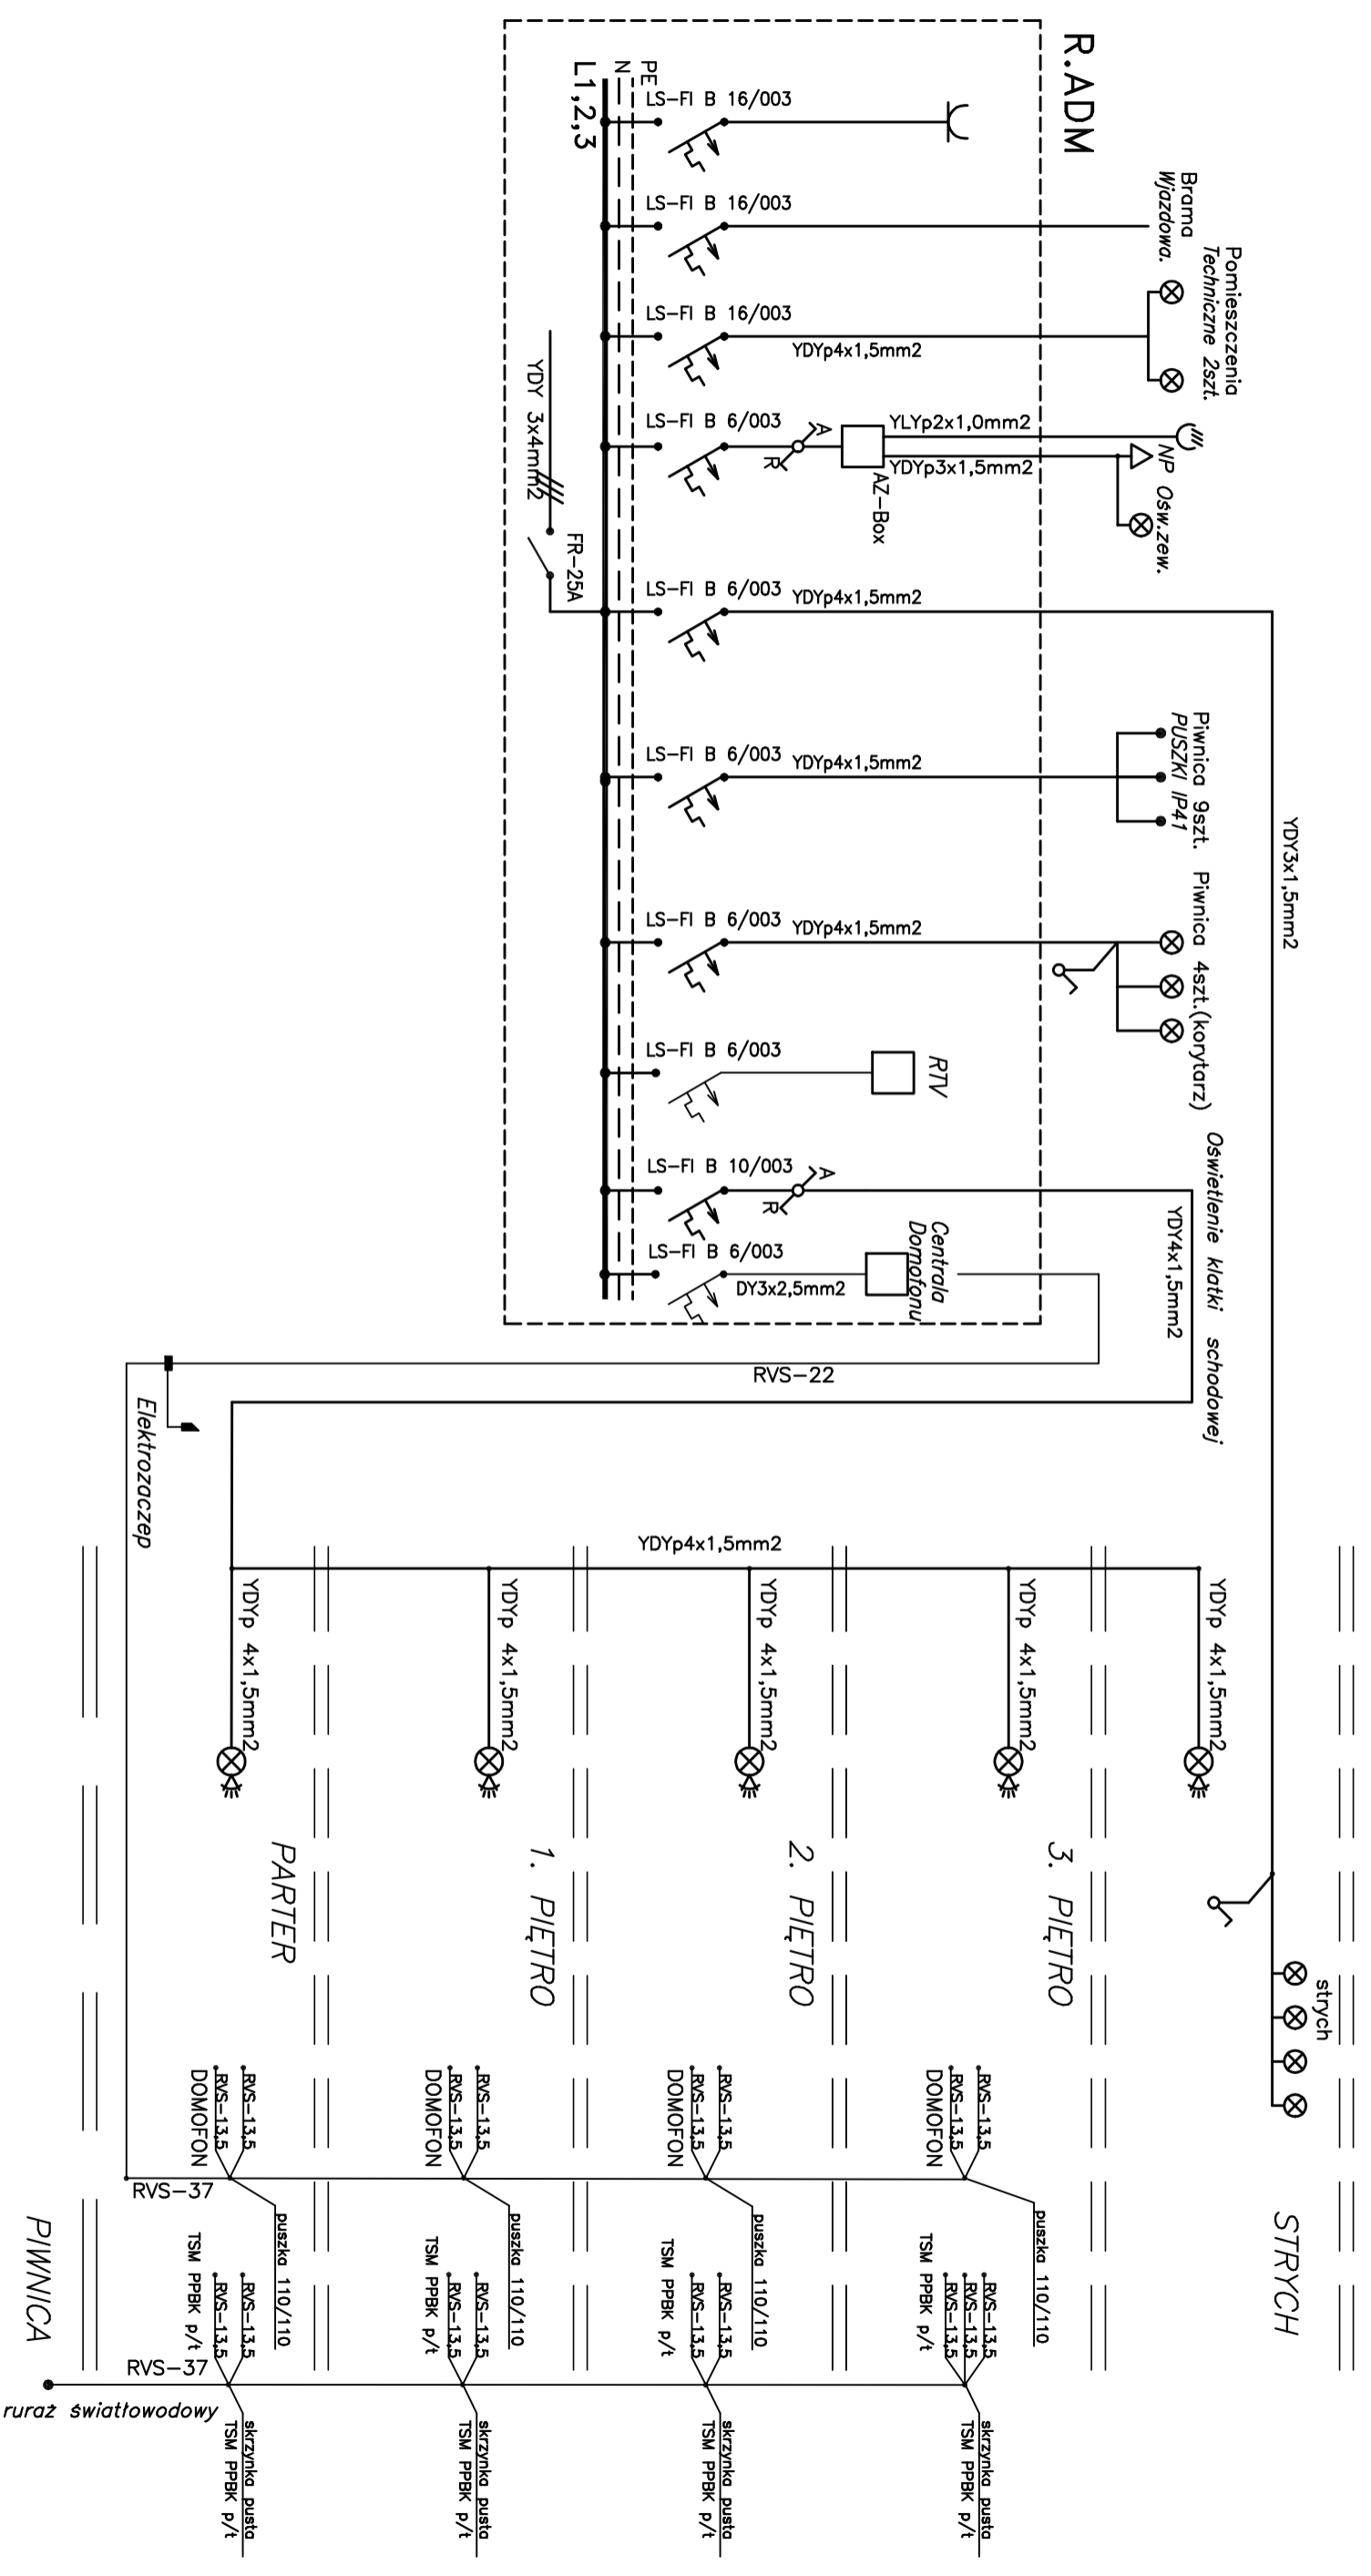 R.ADM
Brama
Wjazdowa.
Pomieszczenia
Techniczne 2szt.
PE
N
L1,2,3
LS-FI B 16/003
LS-FI B 16/003
LS-FI B 16/003
YDYp4x1,5mm2
LS-FI B 6/003
A
R
AZ-Box
YLYp2x1,0mm2
YDYp3x1,5mm2
NP Ośw.zew.
YDY 3x4mm2
FR-25A
LS-FI B 6/003
YDYp4x1,5mm2
YDY3x1,5mm2
LS-FI B 6/003
YDYp4x1,5mm2
Piwnica 9szt.
PUSZKI IP41
LS-FI B 6/003
YDYp4x1,5mm2
Piwnica 4szt.(korytarz)
LS-FI B 6/003
RTV
LS-FI B 10/003
A
R
YDY4x1,5mm2
Oświetlenie klatki schodowej
LS-FI B 6/003
DY3x2,5mm2
Centrala
Domofonu
RVS-22
Elektrozaczep
YDYp4x1,5mm2
YDYp 4x1,5mm2
YDYp 4x1,5mm2
YDYp 4x1,5mm2
YDYp 4x1,5mm2
YDYp 4x1,5mm2
PARTER
1. PIĘTRO
2. PIĘTRO
3. PIĘTRO
strych
STRYCH
PIWNICA
RVS-13,5
RVS-13,5
DOMOFON
RVS-13,5
RVS-13,5
DOMOFON
RVS-13,5
RVS-13,5
DOMOFON
RVS-13,5
RVS-13,5
DOMOFON
RVS-37
puszka 110/110
puszka 110/110
puszka 110/110
puszka 110/110
RVS-13,5
RVS-13,5
TSM PPBK p/t
RVS-13,5
RVS-13,5
TSM PPBK p/t
RVS-13,5
RVS-13,5
TSM PPBK p/t
RVS-13,5
RVS-13,5
RVS-13,5
TSM PPBK p/t
RVS-37
ruraż światłowodowy
skrzynka pusta
TSM PPBK p/t
skrzynka pusta
TSM PPBK p/t
skrzynka pusta
TSM PPBK p/t
skrzynka pusta
TSM PPBK p/t